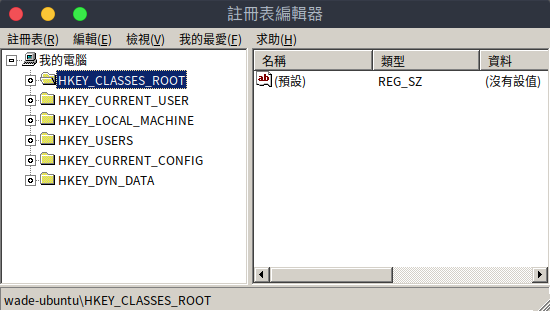 註冊表編輯器
註冊表(R) 編輯(E) 檢視(V) 我的最愛(F) 求助(H)
我的電腦
HKEY_CLASSES_ROOT
HKEY_CURRENT_USER
HKEY_LOCAL_MACHINE
HKEY_USERS
HKEY_CURRENT_CONFIG
HKEY_DYN_DATA
名稱 類型 資料
ab (預設) REG_SZ (沒有設值)
wade-ubuntu\HKEY_CLASSES_ROOT